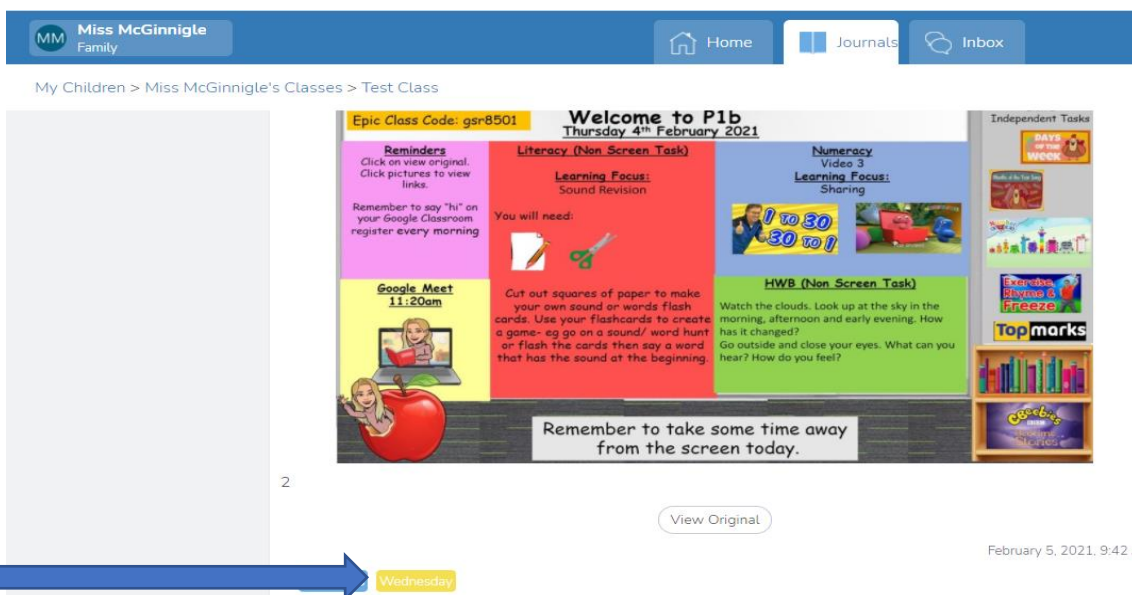 MM
Miss McGinnigle
Family
Home
Journals
Inbox
My Children > Miss McGinnigle's Classes > Test Class
Epic Class Code: gsr8501
Welcome to P1b
Thursday 4th February 2021
Reminders
Click on view original.
Click pictures to view
links.
Remember to say "hi" on
your Google Classroom
register every morning
Google Meet
11:20am
Literacy (Non Screen Task)
Learning Focus:
Sound Revision
You will need:
Cut out squares of paper to make
your own sound or words flash
cards. Use your flashcards to create
a game- eg go on a sound/ word hunt
or flash the cards then say a word
that has the sound at the beginning.
Numeracy
Video 3
Learning Focus:
Sharing
1 TO 30
30 TO 1
HWB (Non Screen Task)
Watch the clouds. Look up at the sky in the
morning, afternoon and early evening. How
has it changed?
Go outside and close your eyes. What can you
hear? How do you feel?
Independent Tasks
DAYS
OF THE
WEEK
Months of the Year Song
Exercise,
Rhyme &
Freeze
Topmarks
CBeebies
Bedtime
Stories
Remember to take some time away
from the screen today.
2
View Original
February 5, 2021, 9:42
Wednesday